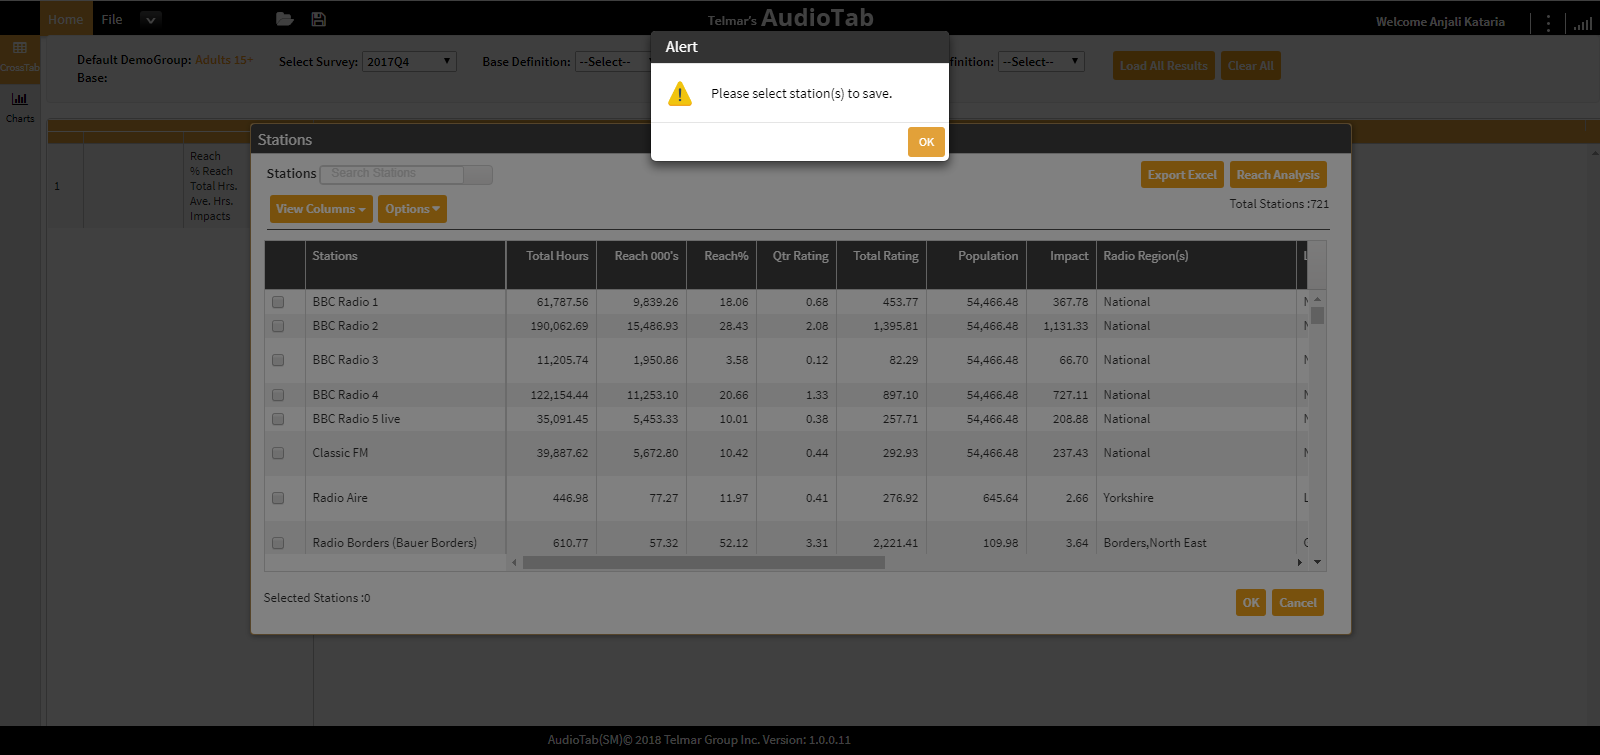 Home File Telmar's AudioTab Welcome Anjali Kataria
CrossTab
Charts
Default DemoGroup: Adults 15+ Select Survey: 2017Q4 Base Definition: --Select-- finition: --Select-- Load All Results Clear All
Base:
Alert
Please select station(s) to save.
OK
1
Reach
% Reach
Total Hrs.
Ave. Hrs.
Impacts
Stations
Stations Search Stations Export Excel Reach Analysis
View Columns Options Total Stations :721
Stations Total Hours Reach 000's Reach% Qtr Rating Total Rating Population Impact Radio Region(s)
BBC Radio 1 61,787.56 9,839.26 18.06 0.68 453.77 54,466.48 367.78 National
BBC Radio 2 190,062.69 15,486.93 28.43 2.08 1,395.81 54,466.48 1,131.33 National
BBC Radio 3 11,205.74 1,950.86 3.58 0.12 82.29 54,466.48 66.70 National
BBC Radio 4 122,154.44 11,253.10 20.66 1.33 897.10 54,466.48 727.11 National
BBC Radio 5 live 35,091.45 5,453.33 10.01 0.38 257.71 54,466.48 208.88 National
Classic FM 39,887.62 5,672.80 10.42 0.44 292.93 54,466.48 237.43 National
Radio Aire 446.98 77.27 11.97 0.41 276.92 645.64 2.66 Yorkshire
Radio Borders (Bauer Borders) 610.77 57.32 52.12 3.31 2,221.41 109.98 3.64 Borders,North East
Selected Stations :0 OK Cancel
AudioTab(SM)© 2018 Telmar Group Inc. Version: 1.0.0.11